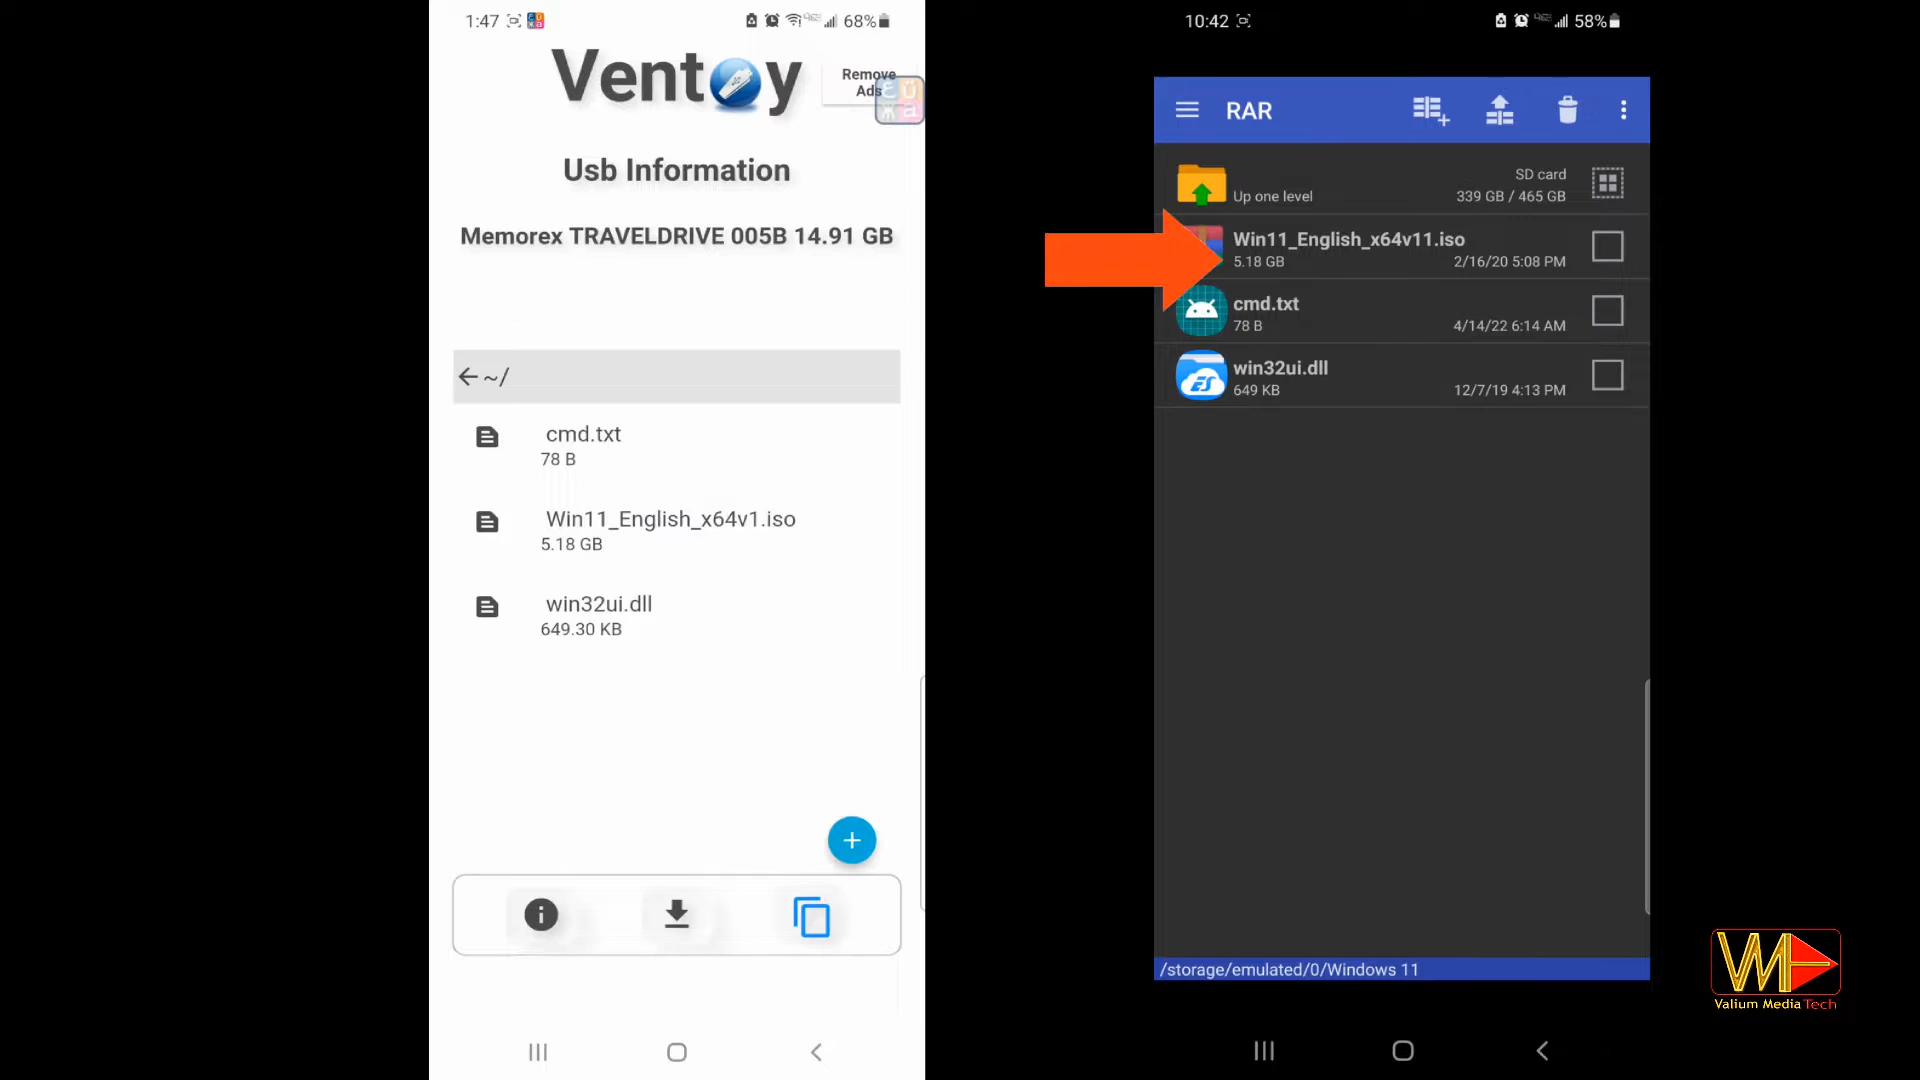 1:47
68%
Ventoy
Remove
Ads
Usb Information
Memorex TRAVELDRIVE 005B 14.91 GB
~/
cmd.txt
78 B
Win11_English_x64v1.iso
5.18 GB
win32ui.dll
649.30 KB
10:42
58%
RAR
SD card
Up one level
339 GB / 465 GB
Win11_English_x64v11.iso
5.18 GB 2/16/20 5:08 PM
cmd.txt
78 B 4/14/22 6:14 AM
win32ui.dll
649 KB 12/7/19 4:13 PM
/storage/emulated/0/Windows 11
Valium Media Tech